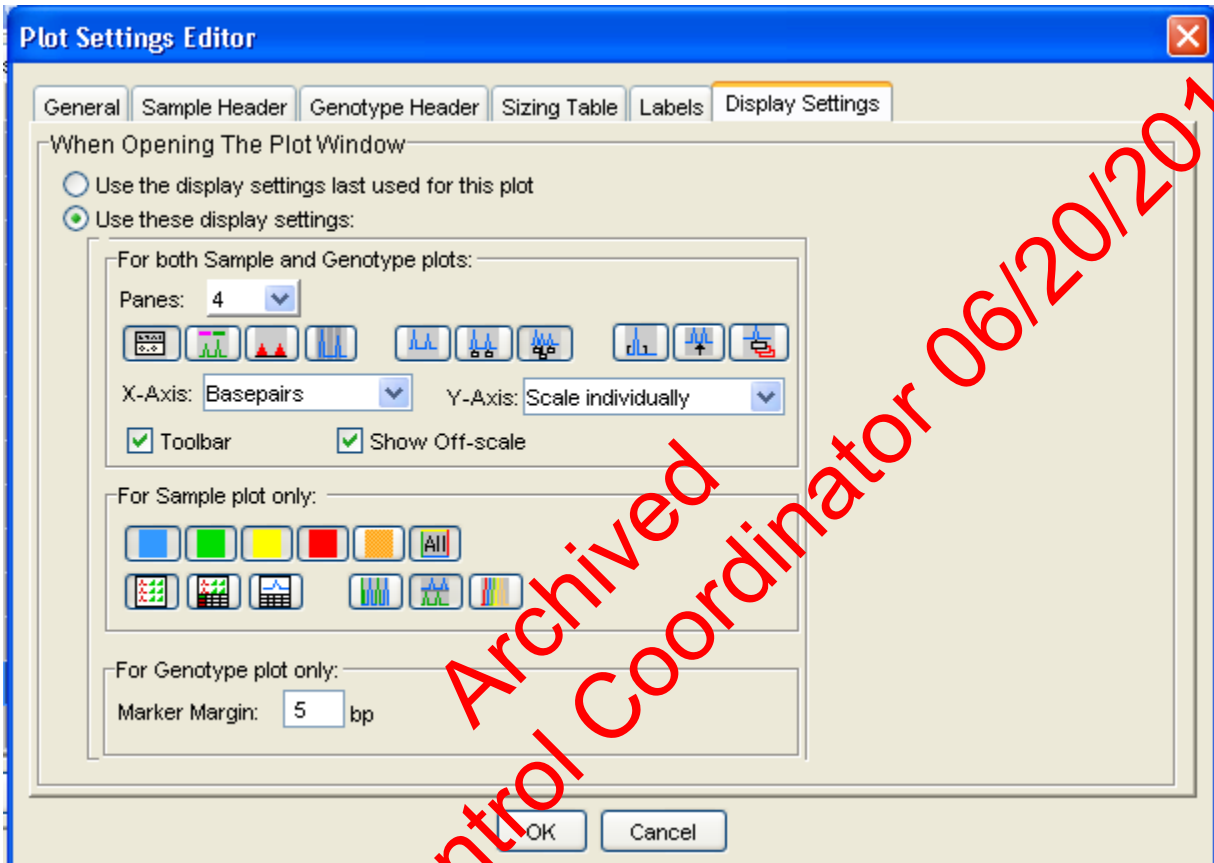 Plot Settings Editor
General Sample Header Genotype Header Sizing Table Labels Display Settings
When Opening The Plot Window
Use the display settings last used for this plot
Use these display settings:
For both Sample and Genotype plots:
Panes: 4
X-Axis: Basepairs Y-Axis: Scale individually
Toolbar Show Off-scale
For Sample plot only:
All
For Genotype plot only:
Marker Margin: 5 bp
OK Cancel
Archived
Coordinator 06/20/201